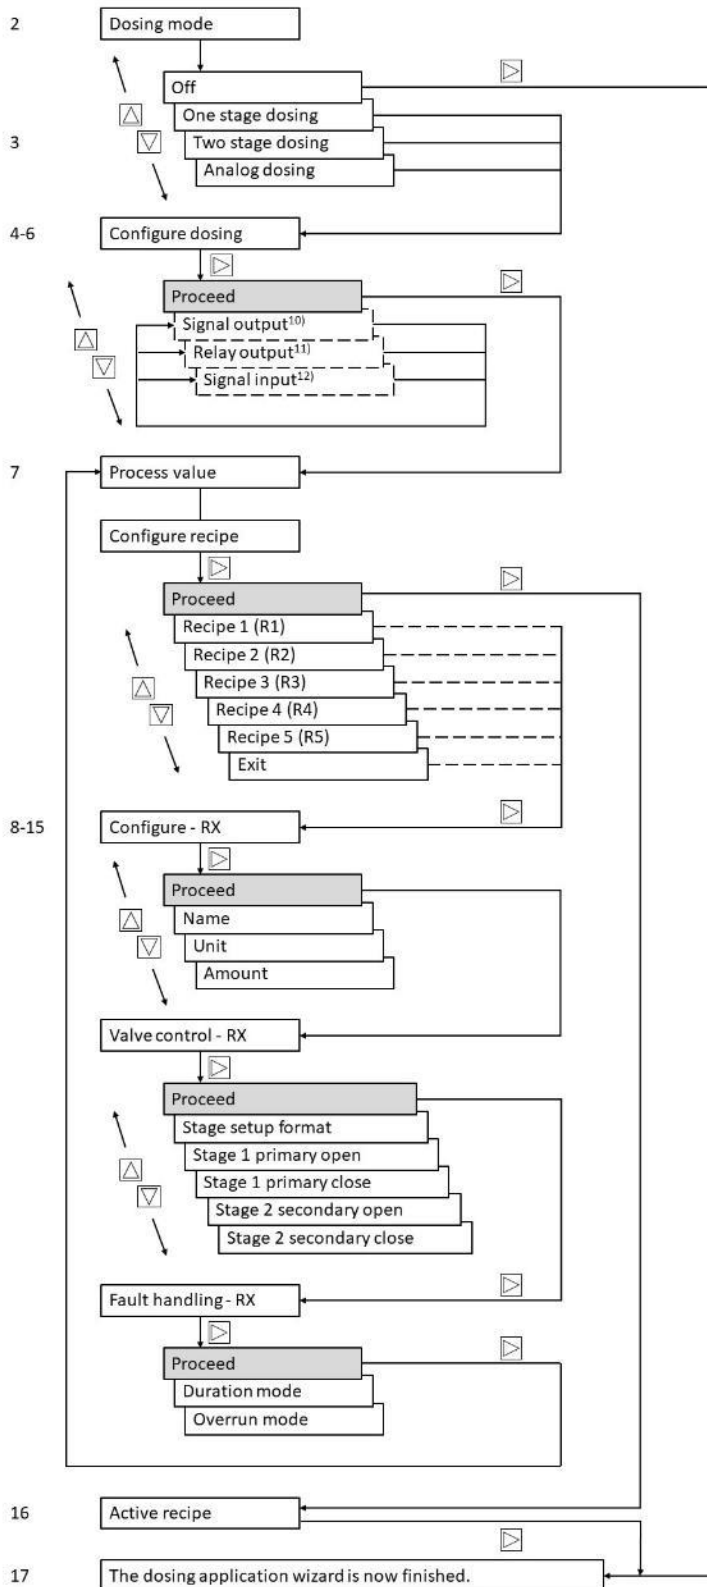 2
Dosing mode
Off
One stage dosing
3
Two stage dosing
Analog dosing
4-6
Configure dosing
Proceed
Signal output10)
Relay output11)
Signal input12)
7
Process value
Configure recipe
Proceed
Recipe 1 (R1)
Recipe 2 (R2)
Recipe 3 (R3)
Recipe 4 (R4)
Recipe 5 (R5)
Exit
8-15
Configure - RX
Proceed
Name
Unit
Amount
Valve control - RX
Proceed
Stage setup format
Stage 1 primary open
Stage 1 primary close
Stage 2 secondary open
Stage 2 secondary close
Fault handling - RX
Proceed
Duration mode
Overrun mode
16
Active recipe
17
The dosing application wizard is now finished.